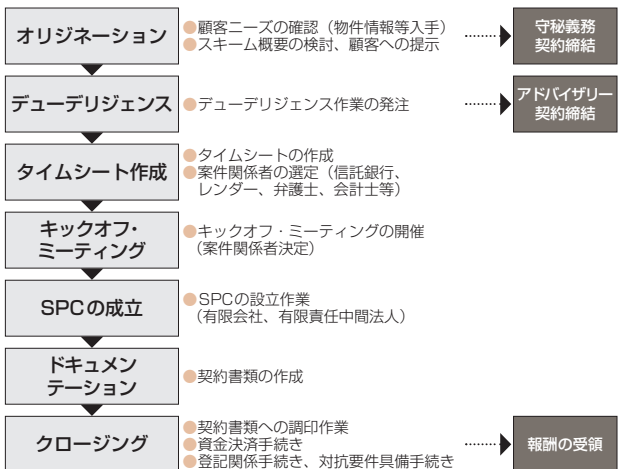 オリジネーション
●顧客ニーズの確認（物件情報等入手）
●スキーム概要の検討、顧客への提示
守秘義務
契約締結
デューデリジェンス
●デューデリジェンス作業の発注
アドバイザリー
契約締結
タイムシート作成
●タイムシートの作成
●案件関係者の選定（信託銀行、
レンダー、弁護士、会計士等）
キックオフ・
ミーティング
●キックオフ・ミーティングの開催
（案件関係者決定）
SPCの成立
●SPCの設立作業
（有限会社、有限責任中間法人）
ドキュメン
テーション
●契約書類の作成
クロージング
●契約書類への調印作業
●資金決済手続き
●登記関係手続き、対抗要件具備手続き
報酬の受領